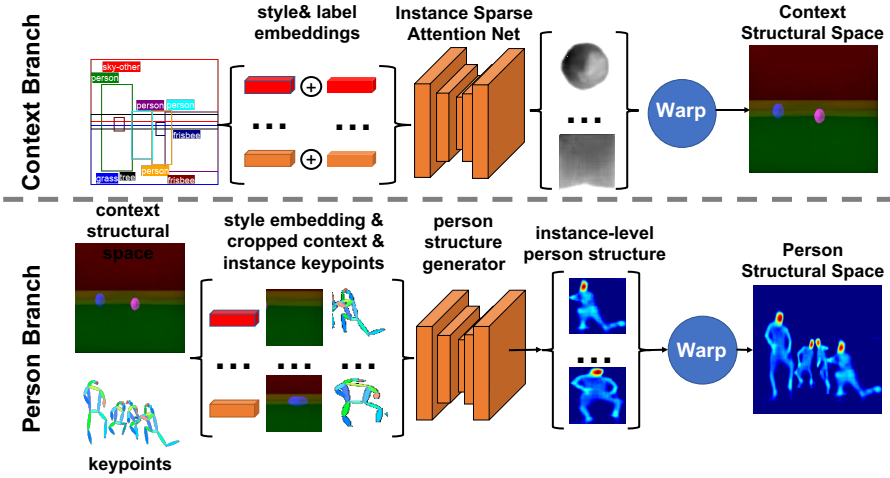 Context Branch
style& label
embeddings
Instance Sparse
Attention Net
Context
Structural Space
sky-other
person
person
person
frisbee
person
grass
tree
frisbee
+
...
...
+
...
Warp
Person Branch
context
structural
space
style embedding &
cropped context &
instance keypoints
person
structure
generator
instance-level
person structure
Person
Structural Space
...
...
...
...
Warp
keypoints